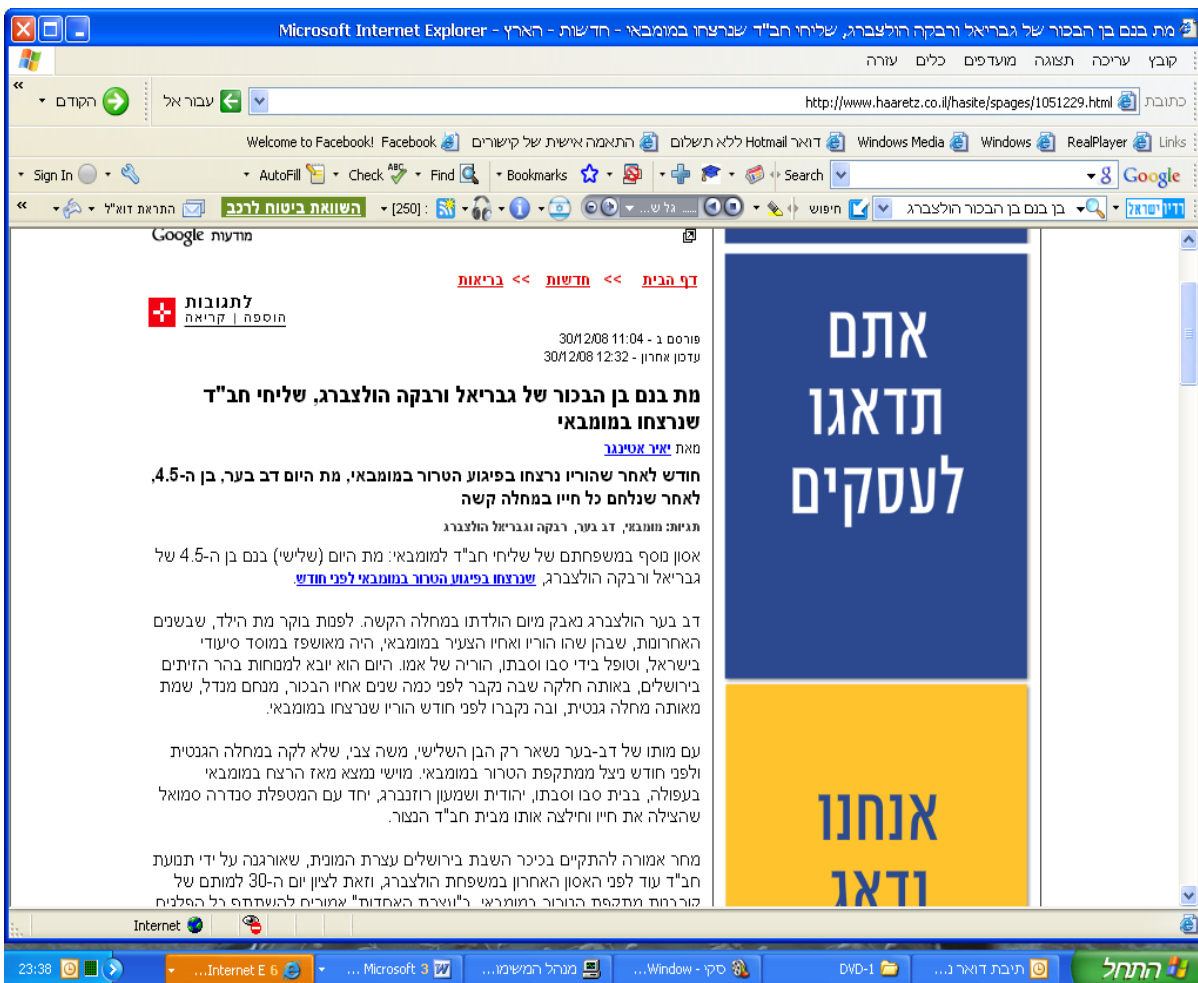 מת בנם בן הבכור של גבריאל ורבקה הולצברג, שליחי חב"ד שנרצחו במומבאי - חדשות - הארץ - Microsoft Internet Explorer
קובץ עריכה תצוגה מועדפים כלים עזרה
הקודם
כתובת http://www.haaretz.co.il/hasite/spages/1051229.html עבור אל
Links RealPlayer Windows Windows Media דואר Hotmail ללא תשלום התאמה אישית של קישורים Welcome to Facebook! Facebook
Google Search Bookmarks Find Check AutoFill Sign In
רדיו ישראל בן בנם בן הבכור הולצברג חיפוש גל ש... [250] : השוואת ביטוח לרכב התראת דוא"ל
מודעות Google
דף הבית >> חדשות >> בריאות
לתגובות
הוספה | קריאה
פורסם ב - 11:04 30/12/08
עדכון אחרון - 12:32 30/12/08
מת בנם בן הבכור של גבריאל ורבקה הולצברג, שליחי חב"ד
שנרצחו במומבאי
מאת יאיר אטינגר
חודש לאחר שהוריו נרצחו בפיגוע הטרור במומבאי, מת היום דב בער, בן ה-4.5,
לאחר שנלחם כל חייו במחלה קשה
תגיות: מומבאי, דב בער, רבקה וגבריאל הולצברג
אסון נוסף במשפחתם של שליחי חב"ד למומבאי: מת היום (שלישי) בנם בן ה-4.5 של
גבריאל ורבקה הולצברג, שנרצחו בפיגוע הטרור במומבאי לפני חודש.
דב בער הולצברג נאבק מיום הולדתו במחלה הקשה. לפנות בוקר מת הילד, שבשנים
האחרונות, שבהן שהו הוריו ואחיו הצעיר במומבאי, היה מאושפז במוסד סיעודי
בישראל, וטופל בידי סבו וסבתו, הוריה של אמו. היום הוא יובא למנוחות בהר הזיתים
בירושלים, באותה חלקה שבה נקבר לפני כמה שנים אחיו הבכור, מנחם מנדל, שמת
מאותה מחלה גנטית, ובה נקברו לפני חודש הוריו שנרצחו במומבאי.
עם מותו של דב-בער נשאר רק הבן השלישי, משה צבי, שלא לקה במחלה הגנטית
ולפני חודש ניצל ממתקפת הטרור במומבאי. מוישי נמצא מאז הרצח במומבאי
בעפולה, בבית סבו וסבתו, יהודית ושמעון רוזנברג, יחד עם המטפלת סנדרה סמואל
שהצילה את חייו וחילצה אותו מבית חב"ד הנצור.
מחר אמורה להתקיים בכיכר השבת בירושלים עצרת המונית, שאורגנה על ידי תנועת
חב"ד עוד לפני האסון האחרון במשפחת הולצברג, וזאת לציון יום ה-30 למותם של
קורבנות מתקפת הטרור במומבאי. ב"עצרת האחדות" אמורים להשתתף כל הפלגים
אתם
תדאגו
לעסקים
אנחנו
נדאג
Internet
התחל תיבת דואר נ... DVD-1 סקי - Window... מנהל המשימו... 3 Microsoft ... 6 Internet E... 23:38